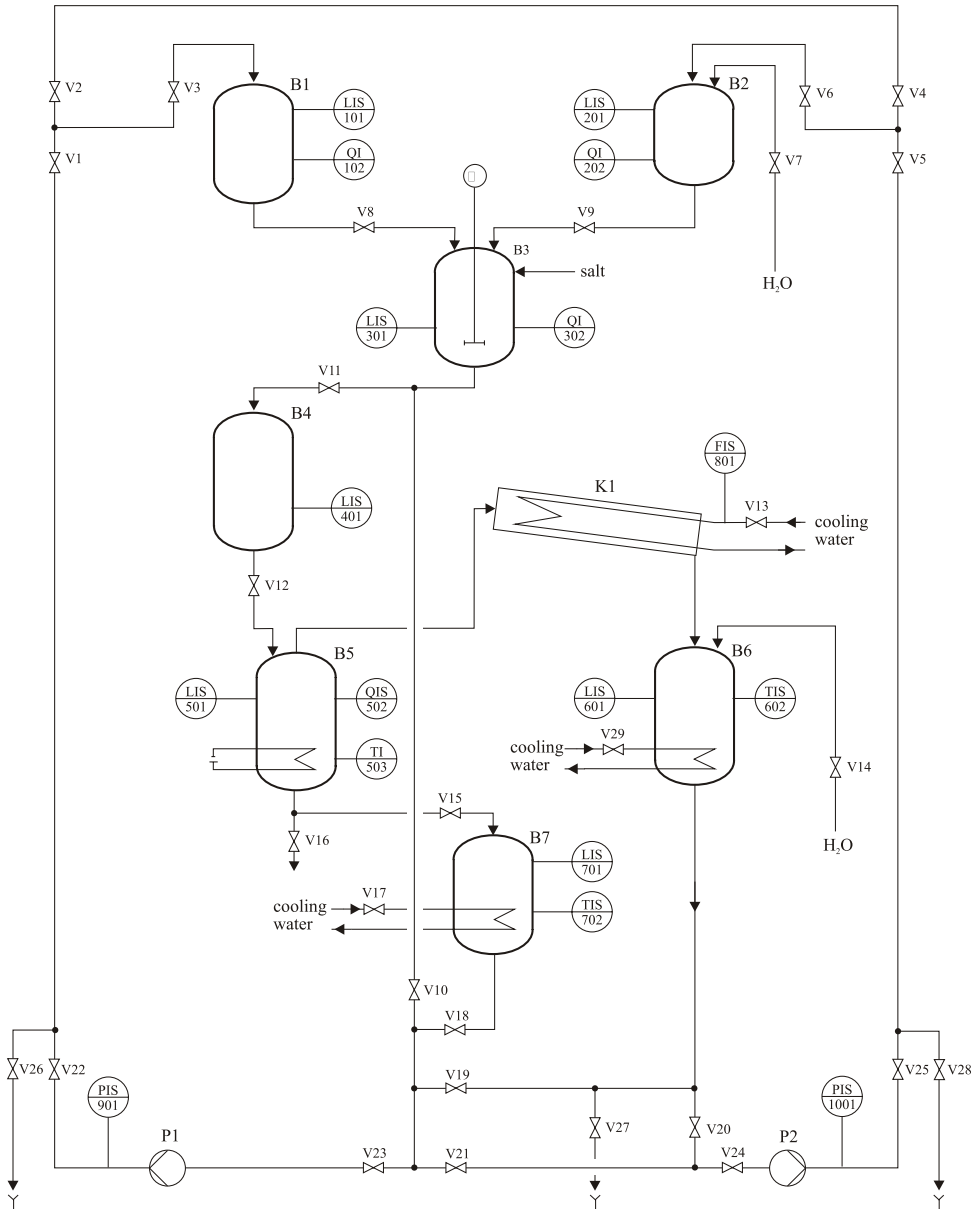 B1
B2
V2
V3
LIS
101
LIS
201
V6
V4
V1
QI
102
QI
202
V7
V5
V8
V9
B3
salt
H₂O
LIS
301
QI
302
V11
B4
FIS
801
K1
V13
cooling
water
LIS
401
V12
B5
B6
LIS
501
QIS
502
LIS
601
TIS
602
V29
cooling
water
TI
503
V14
V15
V16
B7
H₂O
LIS
701
V17
cooling
water
TIS
702
V10
V18
V26
V22
V19
V25
V28
PIS
901
PIS
1001
P1
V27
V20
P2
V23
V21
V24